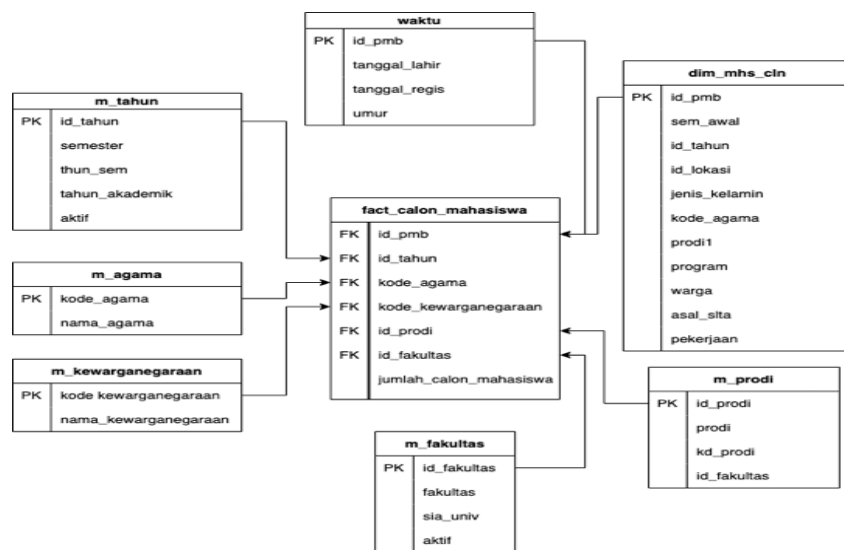 waktu
PK id_pmb
tanggal_lahir
tanggal_regis
umur
dim_mhs_cln
PK id_pmb
sem_awal
id_tahun
id_lokasi
jenis_kelamin
kode_agama
prodi1
program
warga
asal_slta
pekerjaan
m_tahun
PK id_tahun
semester
thun_sem
tahun_akademik
aktif
fact_calon_mahasiswa
FK id_pmb
FK id_tahun
FK kode_agama
FK kode_kewarganegaraan
FK id_prodi
FK id_fakultas
jumlah_calon_mahasiswa
m_agama
PK kode_agama
nama_agama
m_kewarganegaraan
PK kode kewarganegaraan
nama_kewarganegaraan
m_prodi
PK id_prodi
prodi
kd_prodi
id_fakultas
m_fakultas
PK id_fakultas
fakultas
sia_univ
aktif